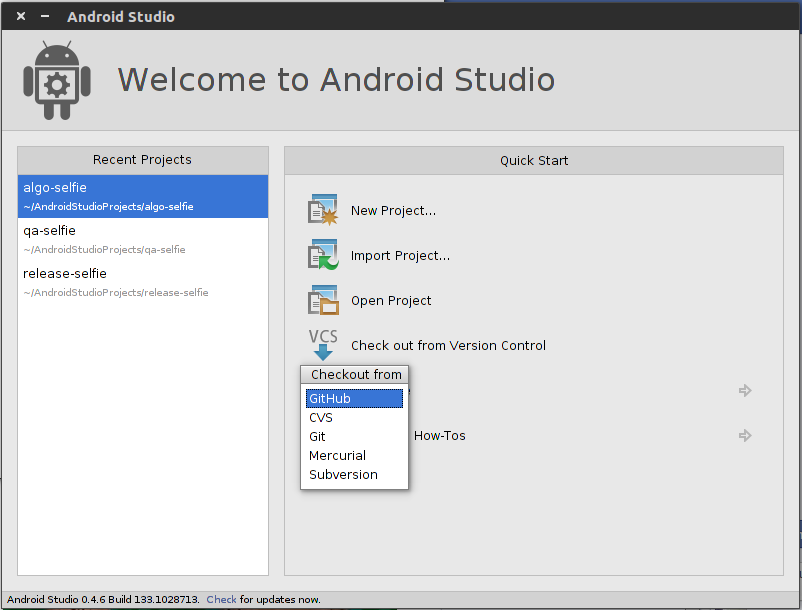 Android Studio
Welcome to Android Studio
Recent Projects
algo-selfie
~/AndroidStudioProjects/algo-selfie
qa-selfie
~/AndroidStudioProjects/qa-selfie
release-selfie
~/AndroidStudioProjects/release-selfie
Quick Start
New Project...
Import Project...
Open Project
VCS
Check out from Version Control
Checkout from
GitHub
CVS
Git
Mercurial
Subversion
How-Tos
Android Studio 0.4.6 Build 133.1028713. Check for updates now.